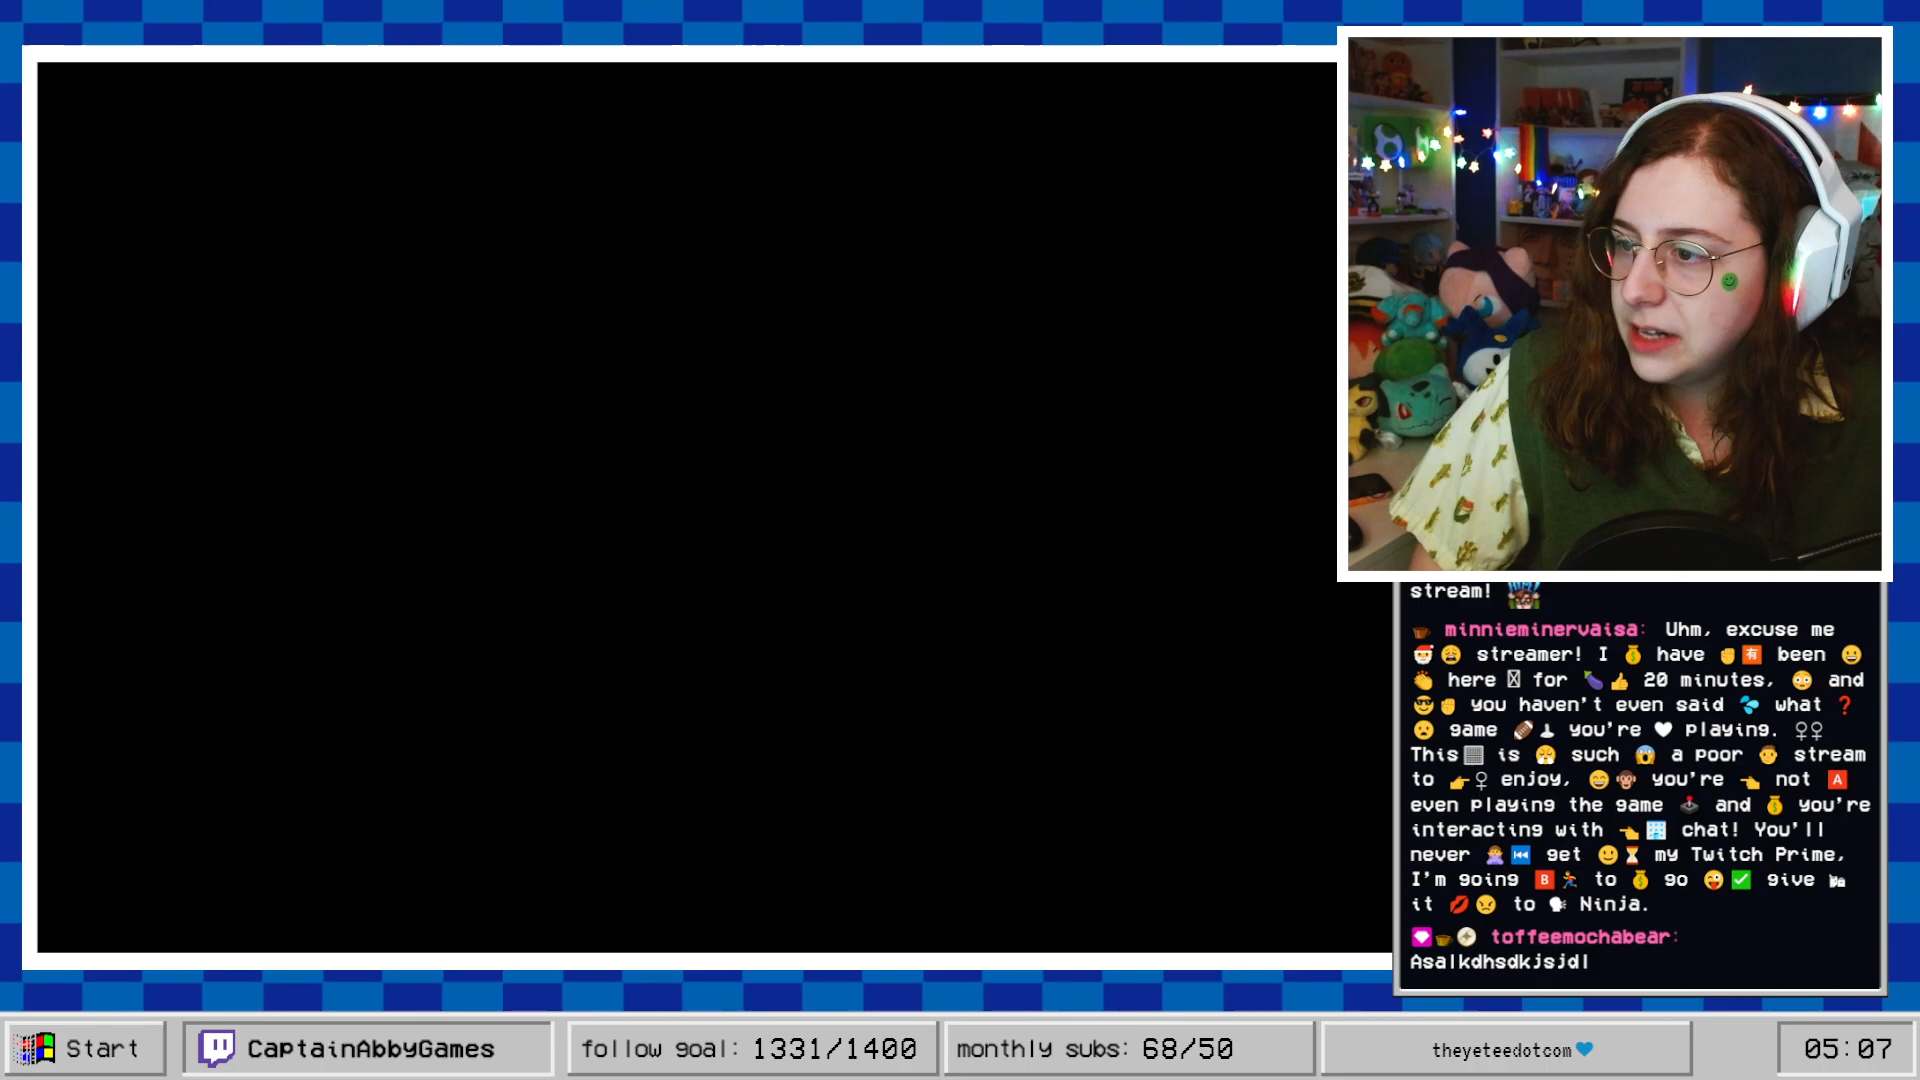 stream!
minnieminervaisa: Uhm, excuse me
🎅😩 streamer! I 💰 have ✊🈶 been 😀
👏 here for 🍆👍 20 minutes, 😳 and
😎✊ you haven't even said 💦 what ❓
😦 game 🏈🕹 you're ♥ playing. ♀♀
This is 😤 such 😱 a poor 👨 stream
to 👉♀ enjoy, 😁🐵 you're 👈 not 🅰
even playing the game 🕹 and 💰 you're
interacting with 👈🏢 chat! You'll
never 🙅⏮ get 🙂⏳ my Twitch Prime,
I'm going 🅱🏃 to 💰 go 😜✅ give
it 💋😠 to 🗣 Ninja.
toffeemochabear:
Asalkdhsdkjsjdl
Start
CaptainAbbyGames
follow goal: 1331/1400
monthly subs: 68/50
theyeteedotcom💙
05:07